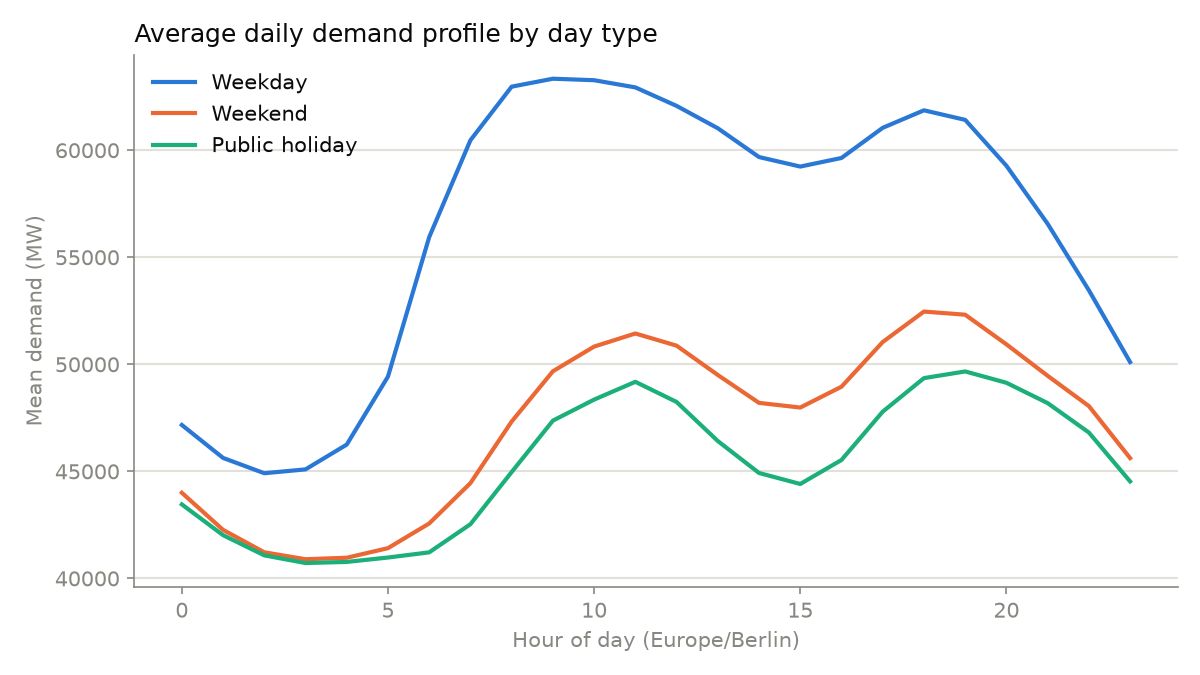 Average daily demand profile by day type
Weekday
Weekend
Public holiday
Mean demand (MW)
60000
55000
50000
45000
40000
0 5 10 15 20
Hour of day (Europe/Berlin)